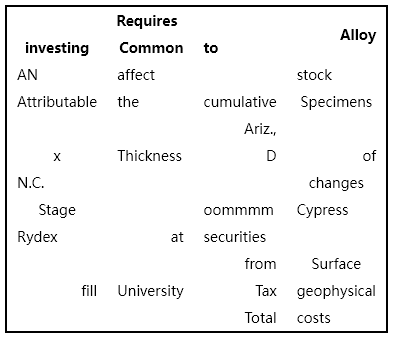 Requires Alloy
investing Common to
AN affect stock
Attributable the cumulative Specimens
Ariz.,
x Thickness D of
N.C. changes
Stage oommmm Cypress
Rydex at securities
from Surface
fill University Tax geophysical
Total costs